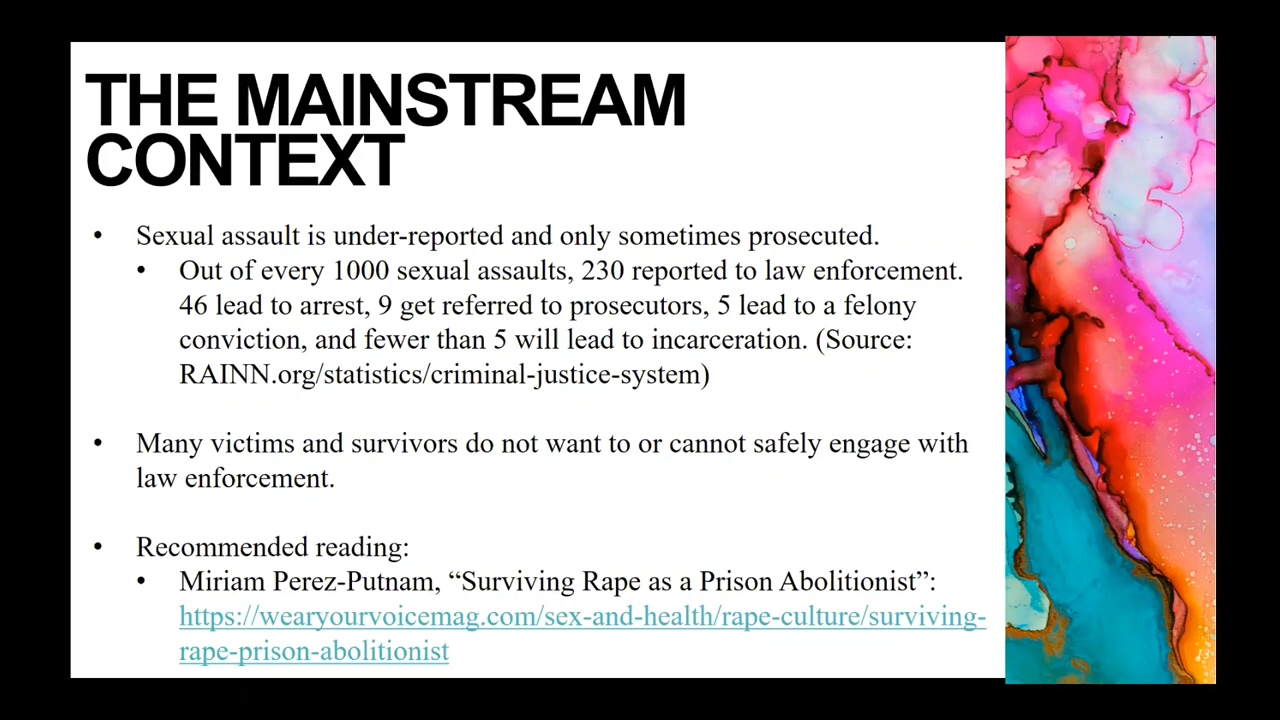 THE MAINSTREAM
CONTEXT
• Sexual assault is under-reported and only sometimes prosecuted.
• Out of every 1000 sexual assaults, 230 reported to law enforcement.
46 lead to arrest, 9 get referred to prosecutors, 5 lead to a felony
conviction, and fewer than 5 will lead to incarceration. (Source:
RAINN.org/statistics/criminal-justice-system)
• Many victims and survivors do not want to or cannot safely engage with
law enforcement.
• Recommended reading:
• Miriam Perez-Putnam, “Surviving Rape as a Prison Abolitionist”:
https://wearyourvoicemag.com/sex-and-health/rape-culture/surviving-
rape-prison-abolitionist